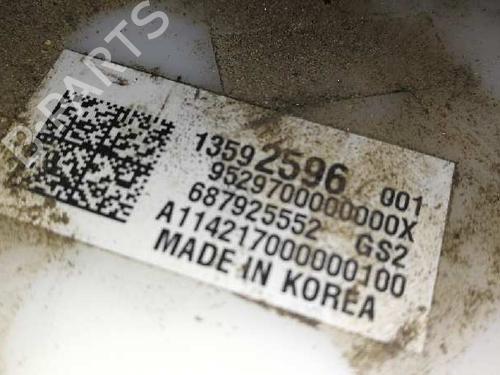 B-PARTS
13592596 001
9529700000000X
687925552 GS2
A114217000000100
MADE IN KOREA